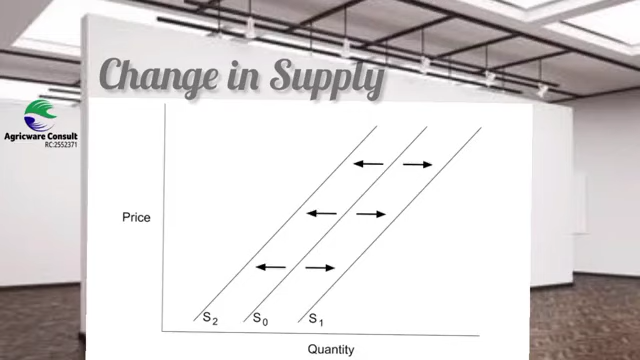 Change in Supply
Agricware Consult
RC:2552371
Price
S2
S0
S1
Quantity